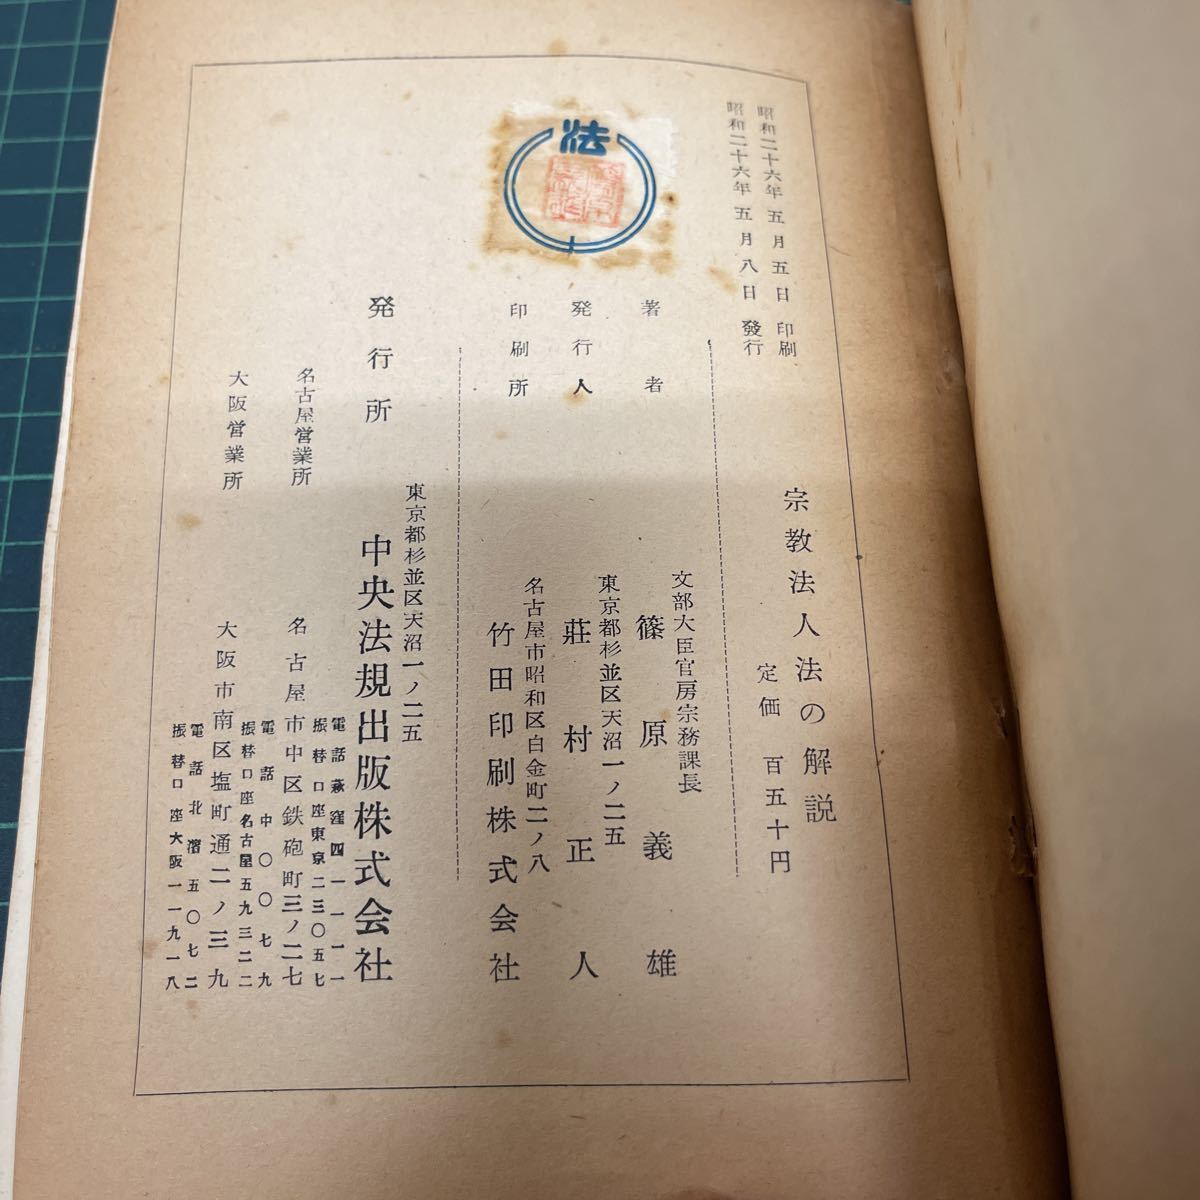 昭和二十六年五月五日 印刷
昭和二十六年五月八日 發行
宗教法人法の解説
定価 百五十円
法
著者
文部大臣官房宗務課長
篠原義雄
発行人
東京都杉並区天沼一ノ二五
莊村正人
印刷所
名古屋市昭和区白金町二ノ八
竹田印刷株式会社
発行所
東京都杉並区天沼一ノ二五
中央法規出版株式会社
電話荻窪四一一一
振替口座東京二三〇五七
名古屋営業所
名古屋市中区鉄砲町三ノ二七
電話中〇〇七九
振替口座名古屋五九三二二
大阪営業所
大阪市南区塩町通二ノ三九
電話北濱五〇七二
振替口座大阪一一九一八